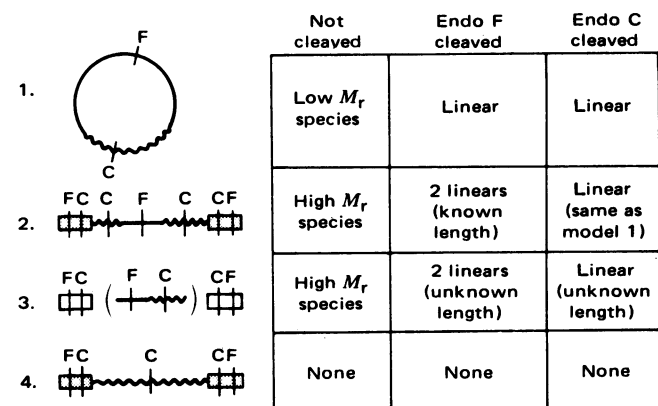 Not cleaved
Endo F cleaved
Endo C cleaved
F
1.
C
Low Mr species
Linear
Linear
FC C F C CF
2.
High Mr species
2 linears (known length)
Linear (same as model 1)
FC ( F C ) CF
3.
High Mr species
2 linears (unknown length)
Linear (unknown length)
FC C CF
4.
None
None
None